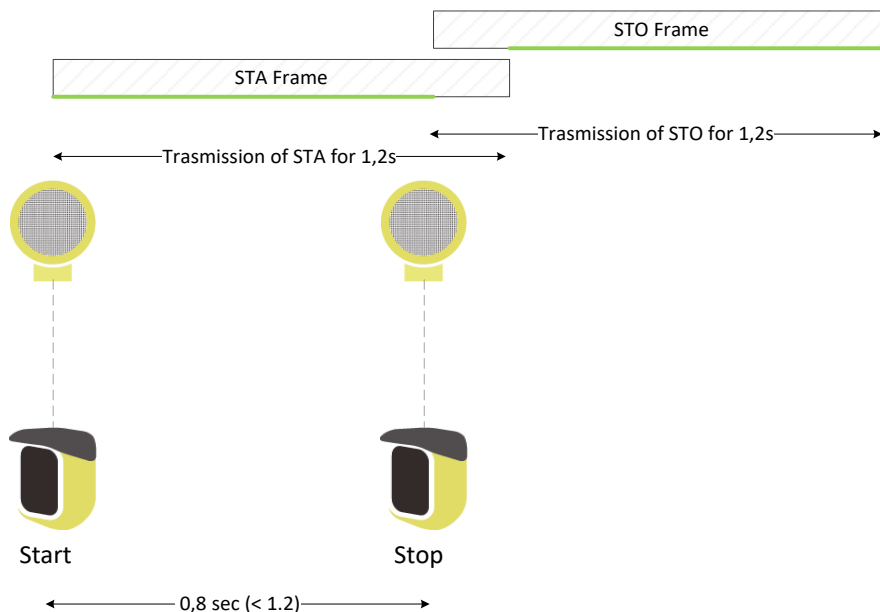 STO Frame
STA Frame
Trasmission of STO for 1,2s
Trasmission of STA for 1,2s
Start
Stop
0,8 sec (< 1.2)